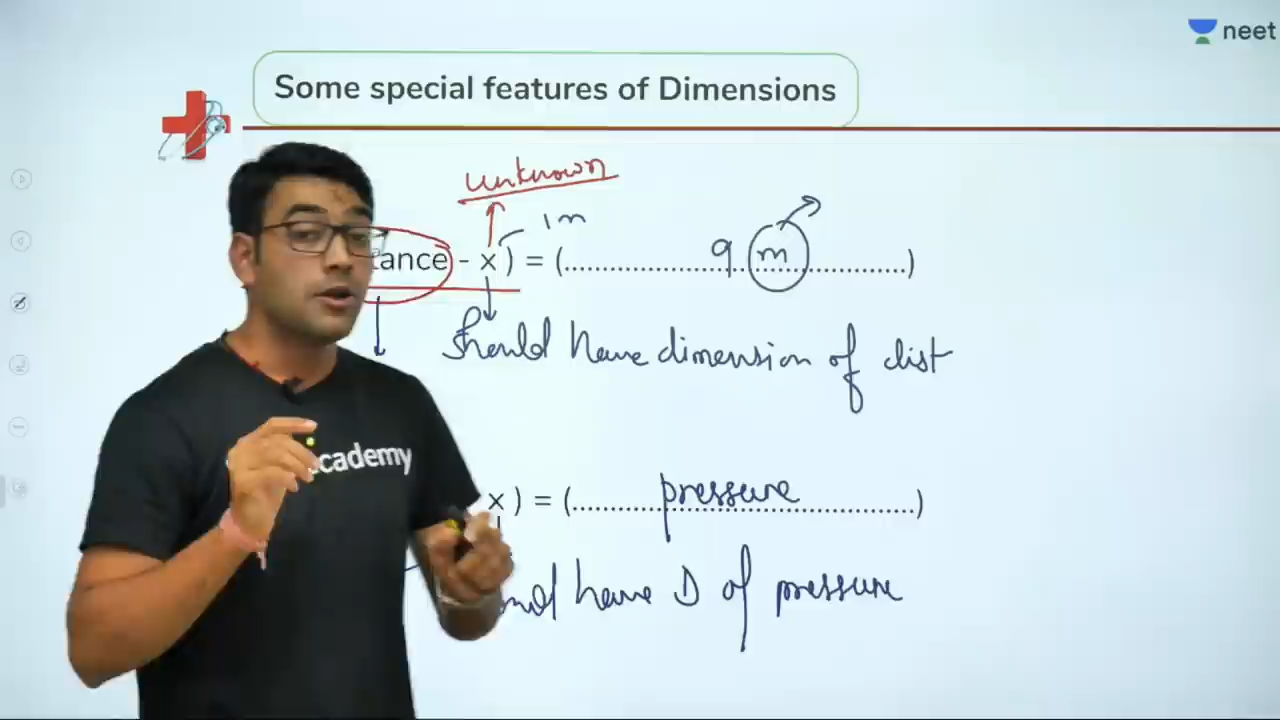 neet
Some special features of Dimensions
unknown
1m
tance - x) = (............................ 9 m ................)
Should have dimension of dist
x ) = (............ pressure ................)
have D of pressure
cademy